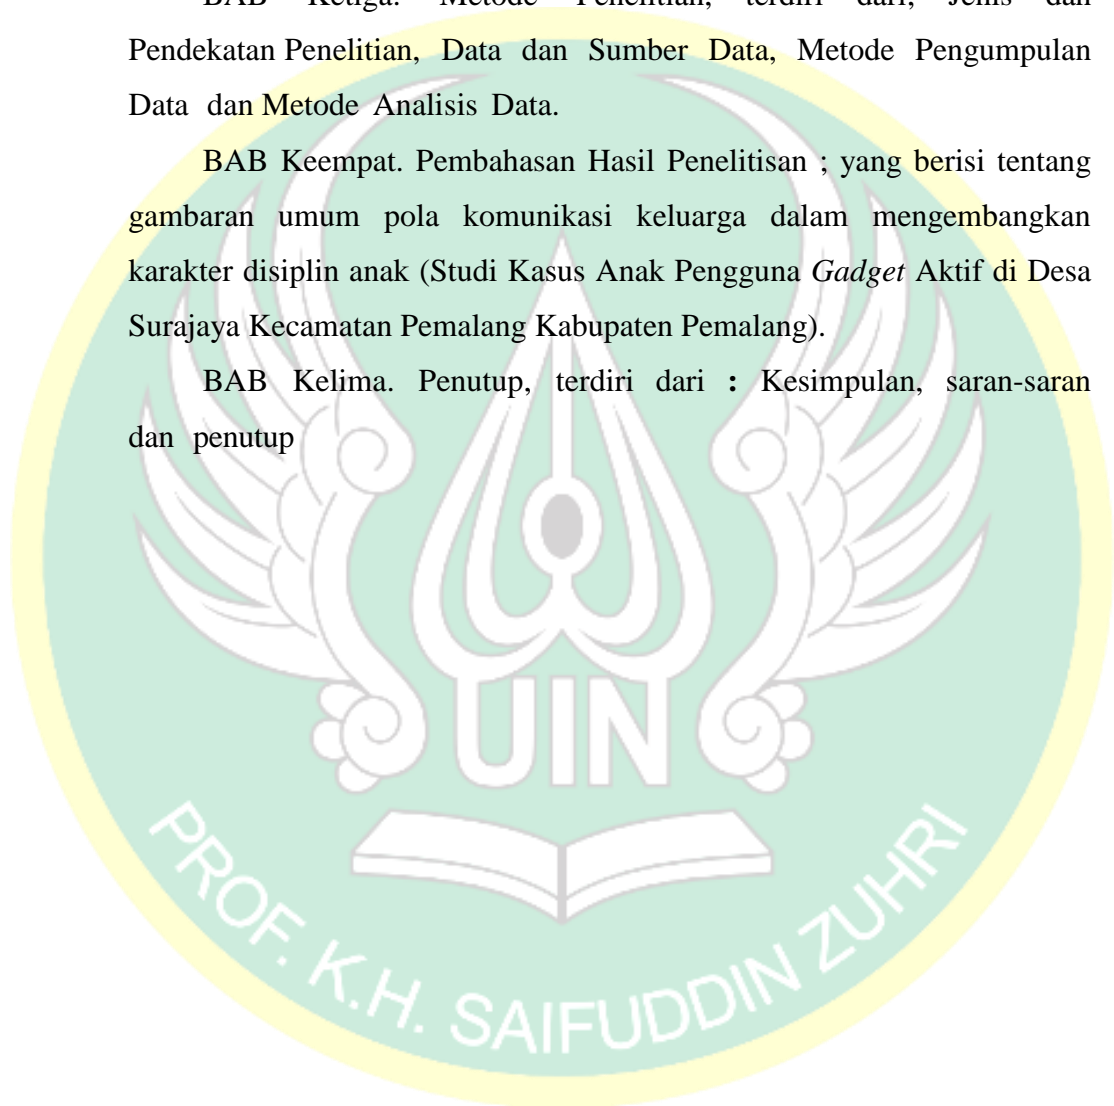 BAB Ketiga. Metode Penelitian, terdiri dari, Jenis dan
Pendekatan Penelitian, Data dan Sumber Data, Metode Pengumpulan
Data dan Metode Analisis Data.
BAB Keempat. Pembahasan Hasil Penelitisan ; yang berisi tentang
gambaran umum pola komunikasi keluarga dalam mengembangkan
karakter disiplin anak (Studi Kasus Anak Pengguna Gadget Aktif di Desa
Surajaya Kecamatan Pemalang Kabupaten Pemalang).
BAB Kelima. Penutup, terdiri dari : Kesimpulan, saran-saran
dan penutup
UIN
PROF. K.H. SAIFUDDIN ZUHRI